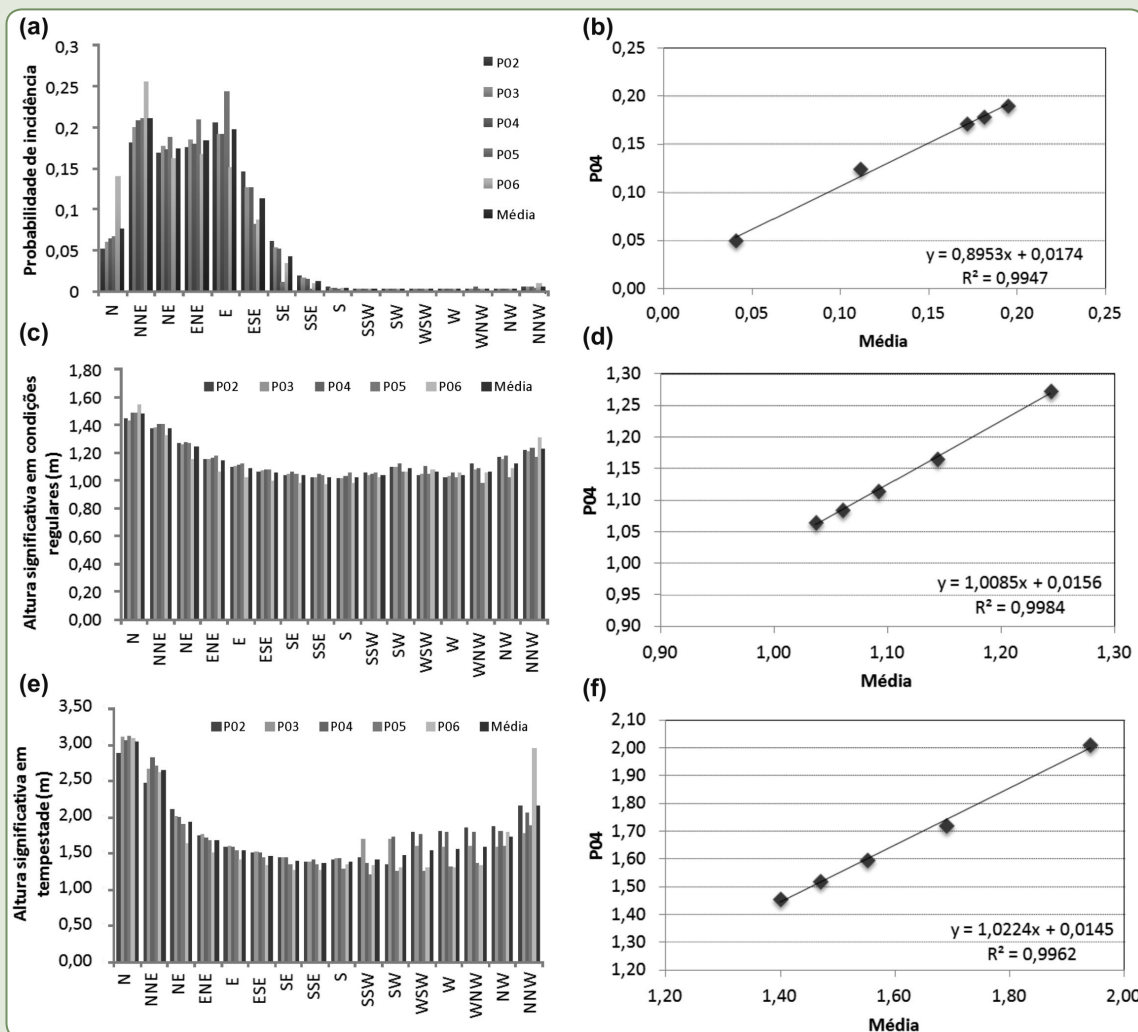 (a)
Probabilidade de incidência
0,3
0,25
0,2
0,15
0,1
0,05
0
P02
P03
P04
P05
P06
Média
N NNE NE ENE E ESE SE SSE S SSW SW WSW W WNW NW NNW
(b)
P04
0,25
0,20
0,15
0,10
0,05
0,00
y = 0,8953x + 0,0174
R² = 0,9947
0,00 0,05 0,10 0,15 0,20 0,25
Média
(c)
Altura significativa em condições
regulares (m)
1,80
1,60
1,40
1,20
1,00
0,80
0,60
0,40
0,20
0,00
P02 P03 P04 P05 P06 Média
N NNE NE ENE E ESE SE SSE S SSW SW WSW W WNW NW NNW
(d)
P04
1,30
1,25
1,20
1,15
1,10
1,05
1,00
0,95
0,90
y = 1,0085x + 0,0156
R² = 0,9984
0,90 1,00 1,10 1,20 1,30
Média
(e)
Altura significativa em
tempestade (m)
3,50
3,00
2,50
2,00
1,50
1,00
0,50
0,00
P02 P03 P04 P05 P06 Média
N NNE NE ENE E ESE SE SSE S SSW SW WSW W WNW NW NNW
(f)
P04
2,10
2,00
1,90
1,80
1,70
1,60
1,50
1,40
1,30
1,20
y = 1,0224x + 0,0145
R² = 0,9962
1,20 1,40 1,60 1,80 2,00
Média